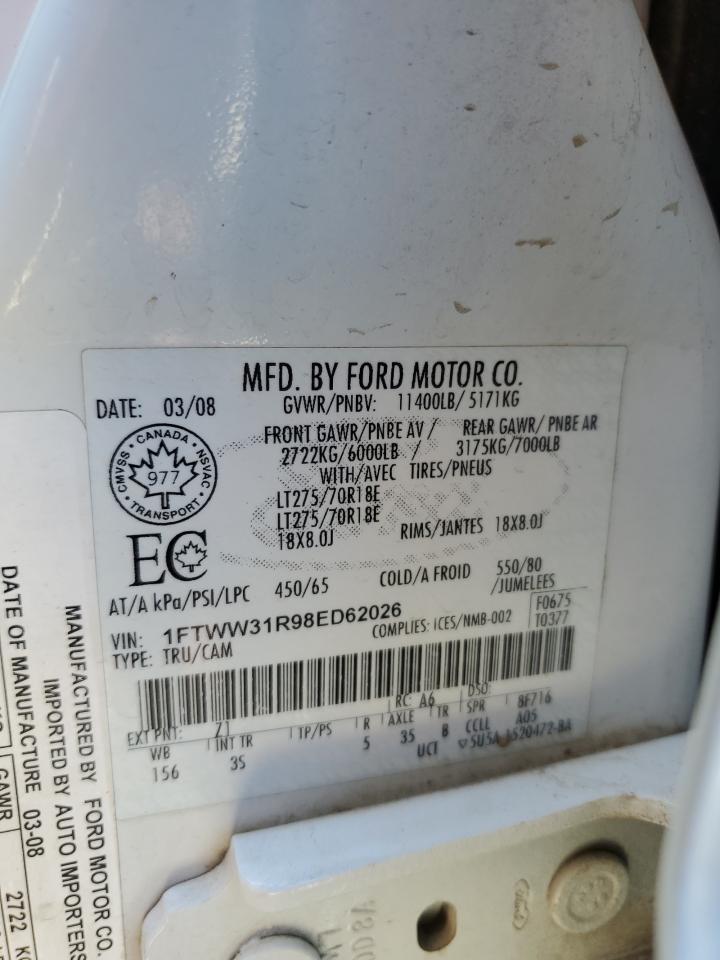 MFD. BY FORD MOTOR CO.
DATE: 03/08 GVWR/PNBV: 11400LB/ 5171KG
FRONT GAWR/PNBE AV/ REAR GAWR/ PNBE AR
2722KG/6000LB 3175KG/7000LB
WITH/AVEC TIRES/PNEUS
LT275/70R18E
LT275/70R18E
18X8.0J RIMS/JANTES 18X8.0J
CANADA
CMVSS NSVAC
977
TRANSPORT
EC
AT/A kPa/PSI/LPC 450/65 COLD/A FROID 550/80
/JUMELEES
VIN: 1FTWW31R98ED62026 COMPLIES: ICES/NMB-002 F0675
TYPE: TRU/CAM T0377
RC: A6 DSO:
EXT PNT: Z1 R AXLE TR SPR 8F716
WB INT TR TP/PS 5 35 8 CCLL A05
156 3S UCT 5U5A 1520472-BA
MANUFACTURED BY FORD MOTOR CO.
IMPORTED BY AUTO IMPORTERS
DATE OF MANUFACTURE 03-08
GAWR 2722